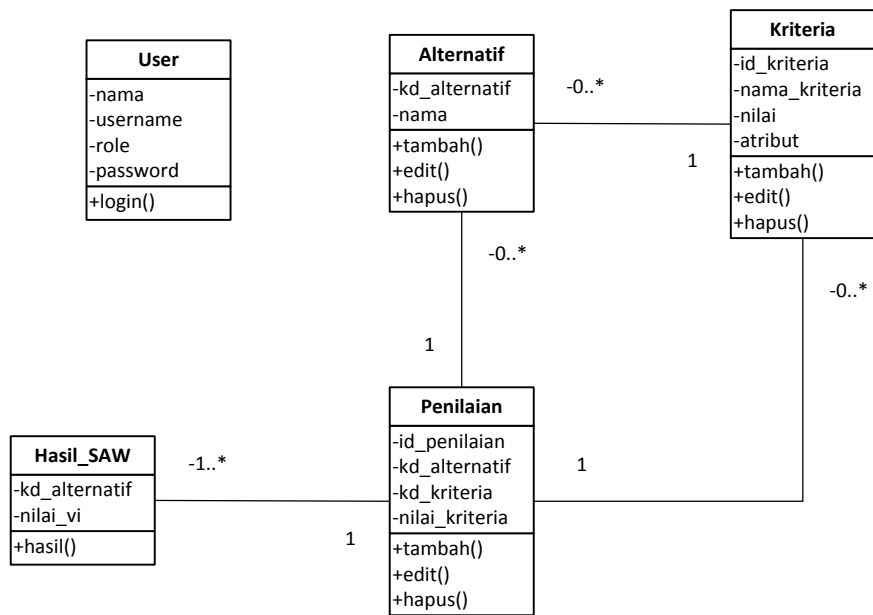 User
-nama
-username
-role
-password
+login()
Alternatif
-kd_alternatif
-nama
+tambah()
+edit()
+hapus()
-0..*
1
Kriteria
-id_kriteria
-nama_kriteria
-nilai
-atribut
+tambah()
+edit()
+hapus()
-0..*
1
-0..*
1
Penilaian
-id_penilaian
-kd_alternatif
-kd_kriteria
-nilai_kriteria
+tambah()
+edit()
+hapus()
Hasil_SAW
-kd_alternatif
-nilai_vi
+hasil()
-1..*
1